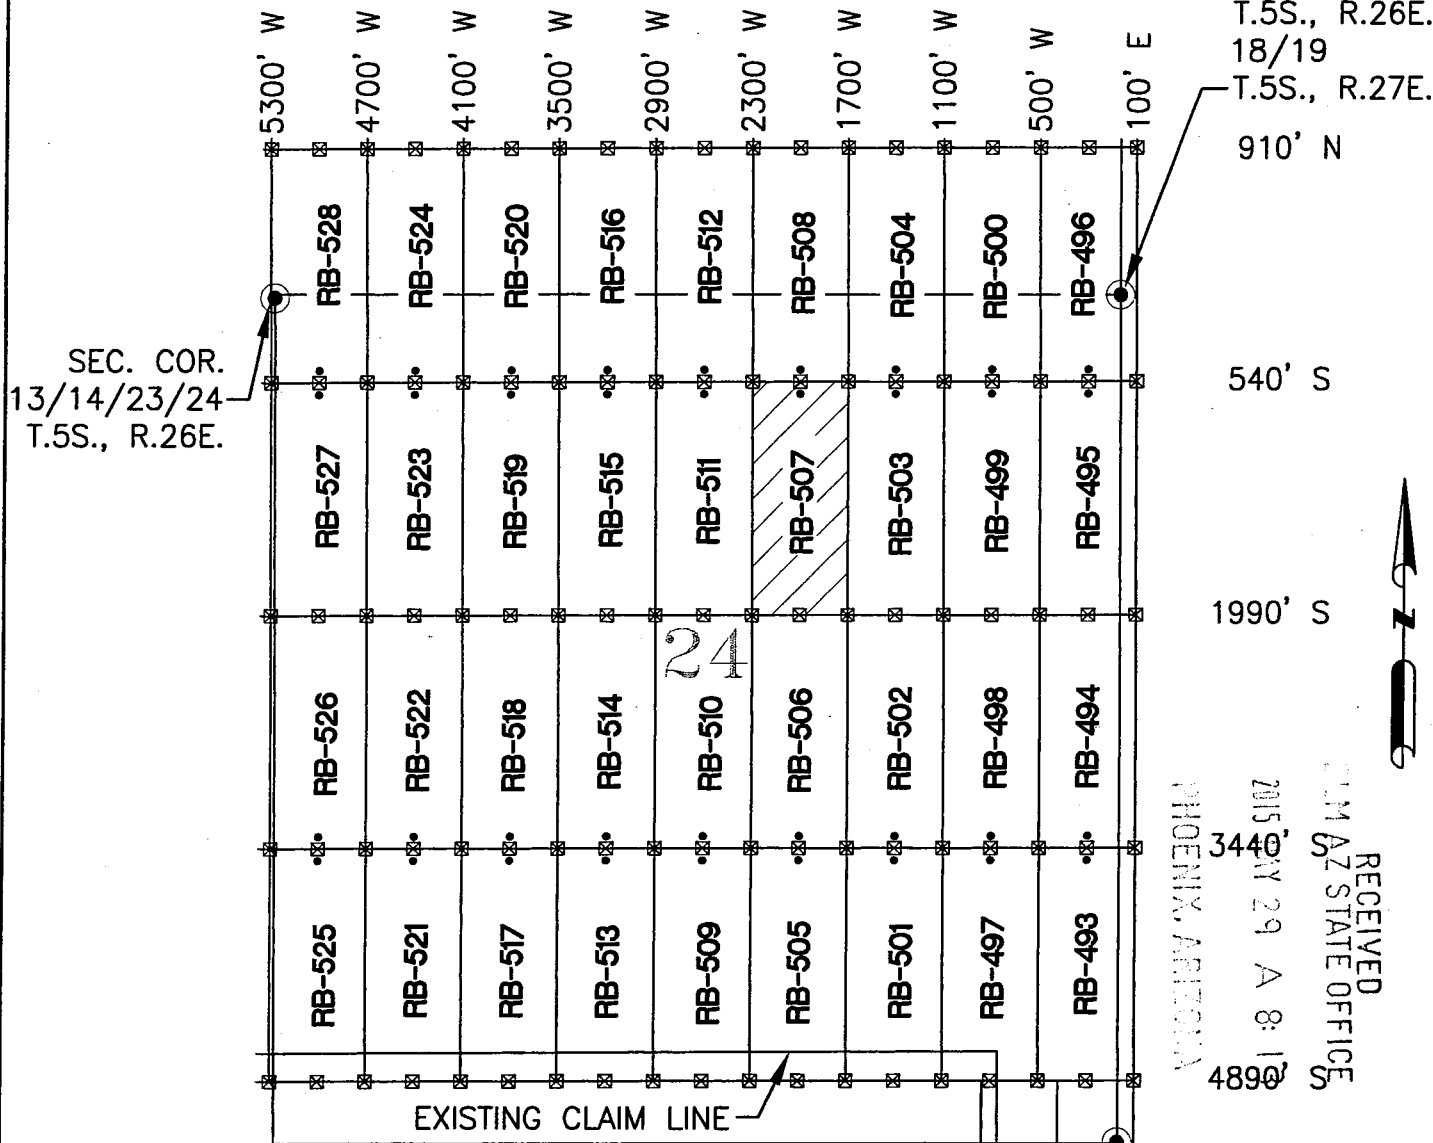 5300' W
4700' W
4100' W
3500' W
2900' W
2300' W
1700' W
1100' W
500' W
100' E
T.5S., R.26E.
18/19
T.5S., R.27E.
910' N
RB-528
RB-524
RB-520
RB-516
RB-512
RB-508
RB-504
RB-500
RB-496
SEC. COR.
13/14/23/24
T.5S., R.26E.
540' S
RB-527
RB-523
RB-519
RB-515
RB-511
RB-507
RB-503
RB-499
RB-495
1990' S
24
N
RB-526
RB-522
RB-518
RB-514
RB-510
RB-506
RB-502
RB-498
RB-494
3440' S
RB-525
RB-521
RB-517
RB-513
RB-509
RB-505
RB-501
RB-497
RB-493
4890' S
EXISTING CLAIM LINE
RECEIVED
AZ STATE OFFICE
2015 29 A 8:
PHOENIX, ARIZONA